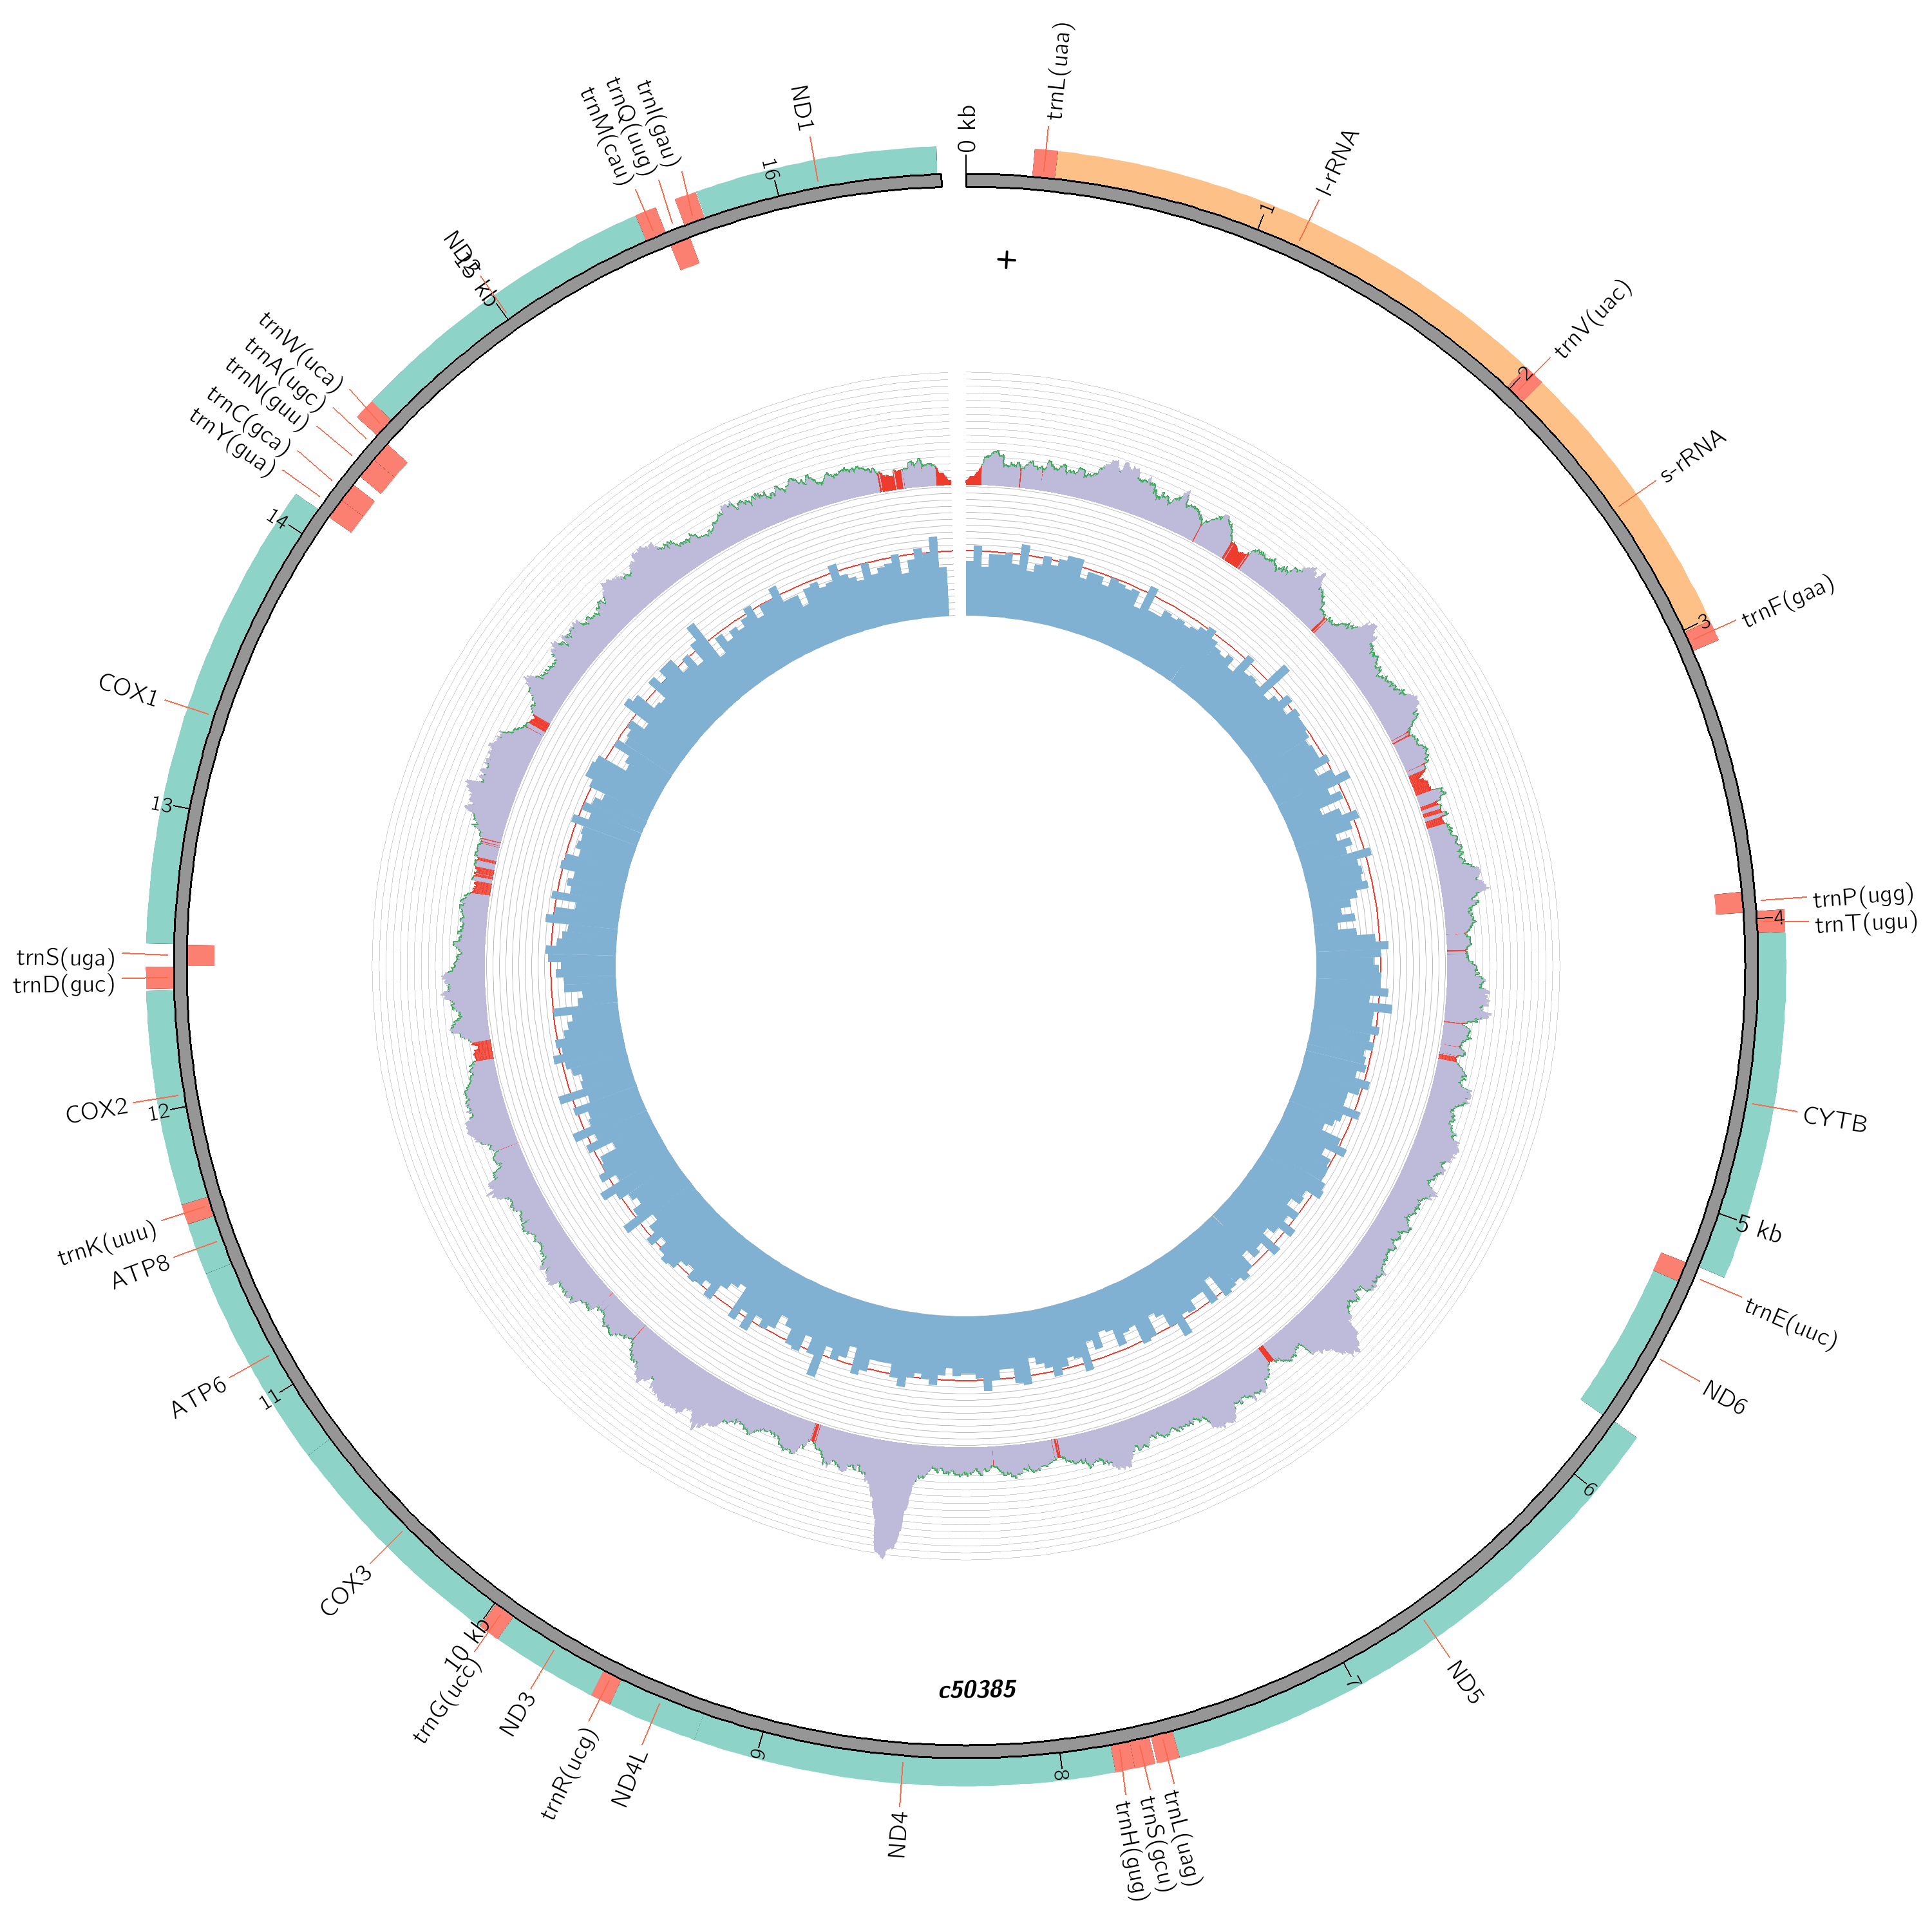 0 kb
trnL(uaa)
1
l-rRNA
2
trnV(uac)
s-rRNA
3
trnF(gaa)
trnP(ugg)
4
trnT(ugu)
CYTB
5 kb
trnE(uuc)
ND6
6
ND5
7
trnL(uag)
trnS(gcu)
trnH(gug)
8
ND4
9
ND4L
trnR(ucg)
ND3
trnG(ucc)
10 kb
COX3
11
ATP6
ATP8
trnK(uuu)
12
COX2
trnD(guc)
trnS(uga)
13
COX1
14
trnY(gua)
trnC(gca)
trnN(guu)
trnA(ugc)
trnW(uca)
15 kb
ND2
trnM(cau)
trnQ(uug)
trnI(gau)
16
ND1
+
c50385